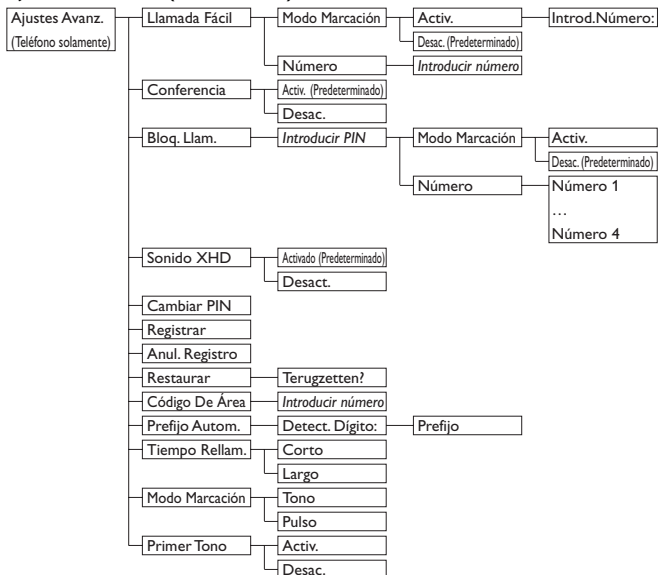 Ajustes Avanz.
(Teléfono solamente)
Llamada Fácil
Modo Marcación
Activ.
Introd.Número:
Desac. (Predeterminado)
Número
Introducir número
Conferencia
Activ. (Predeterminado)
Desac.
Bloq. Llam.
Introducir PIN
Modo Marcación
Activ.
Desac. (Predeterminado)
Número
Número 1
…
Número 4
Sonido XHD
Activado (Predeterminado)
Desact.
Cambiar PIN
Registrar
Anul. Registro
Restaurar
Terugzetten?
Código De Área
Introducir número
Prefijo Autom.
Detect. Dígito:
Prefijo
Tiempo Rellam.
Corto
Largo
Modo Marcación
Tono
Pulso
Primer Tono
Activ.
Desac.